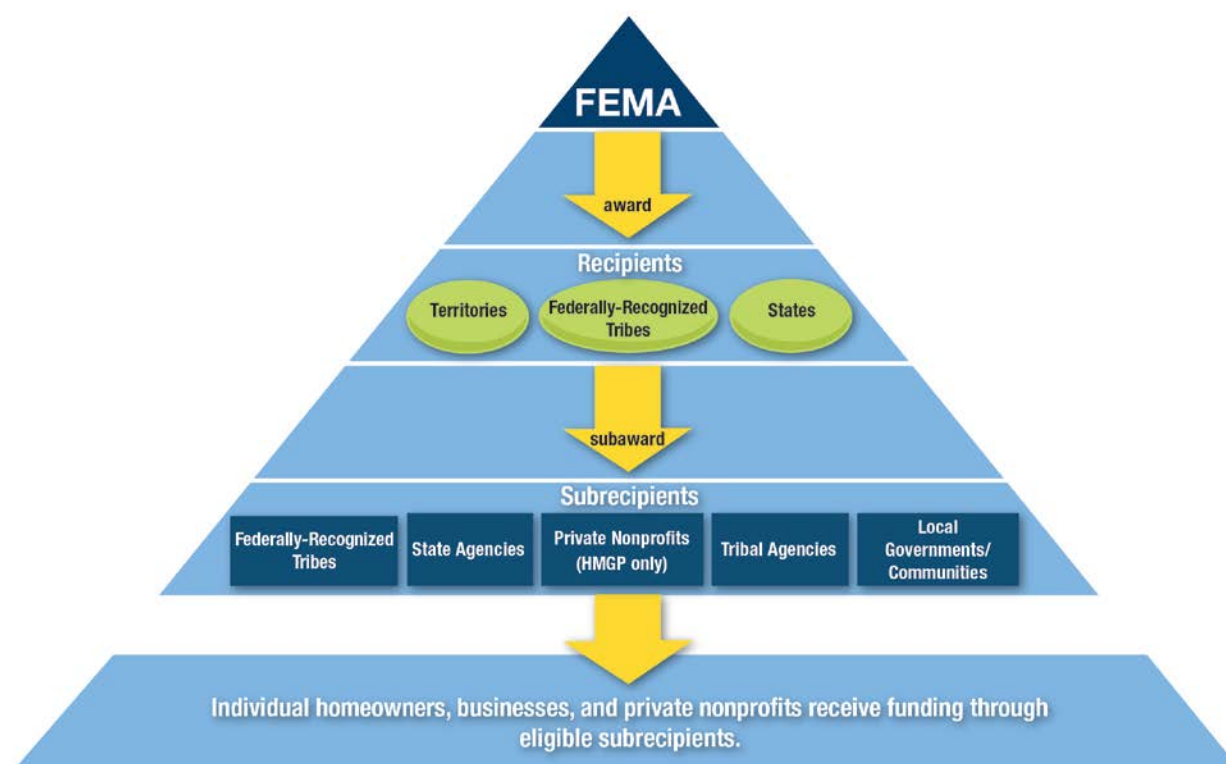 FEMA
award
Recipients
Territories
Federally-Recognized
Tribes
States
subaward
Subrecipients
Federally-Recognized
Tribes
State Agencies
Private Nonprofits
(HMGP only)
Tribal Agencies
Local
Governments/
Communities
Individual homeowners, businesses, and private nonprofits receive funding through
eligible subrecipients.